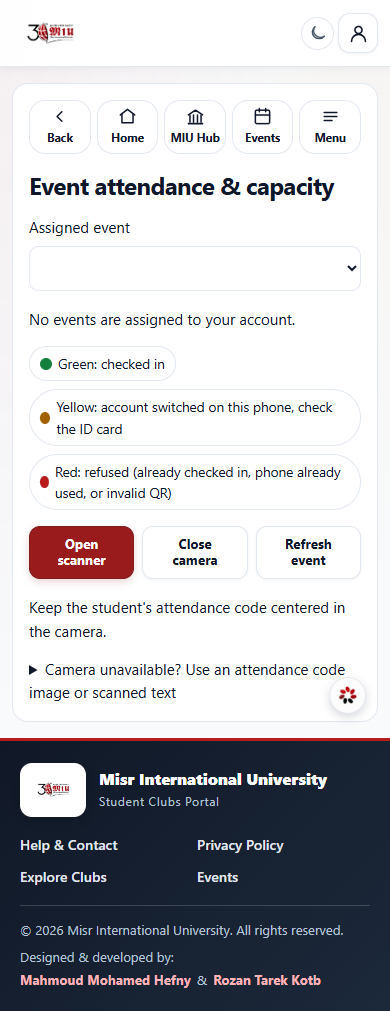 3 MIU
Back
Home
MIU Hub
Events
Menu
Event attendance & capacity
Assigned event
No events are assigned to your account.
Green: checked in
Yellow: account switched on this phone, check
the ID card
Red: refused (already checked in, phone already
used, or invalid QR)
Open
scanner
Close
camera
Refresh
event
Keep the student's attendance code centered in
the camera.
Camera unavailable? Use an attendance code
image or scanned text
3 MIU
Misr International University
Student Clubs Portal
Help & Contact
Privacy Policy
Explore Clubs
Events
© 2026 Misr International University. All rights reserved.
Designed & developed by:
Mahmoud Mohamed Hefny & Rozan Tarek Kotb